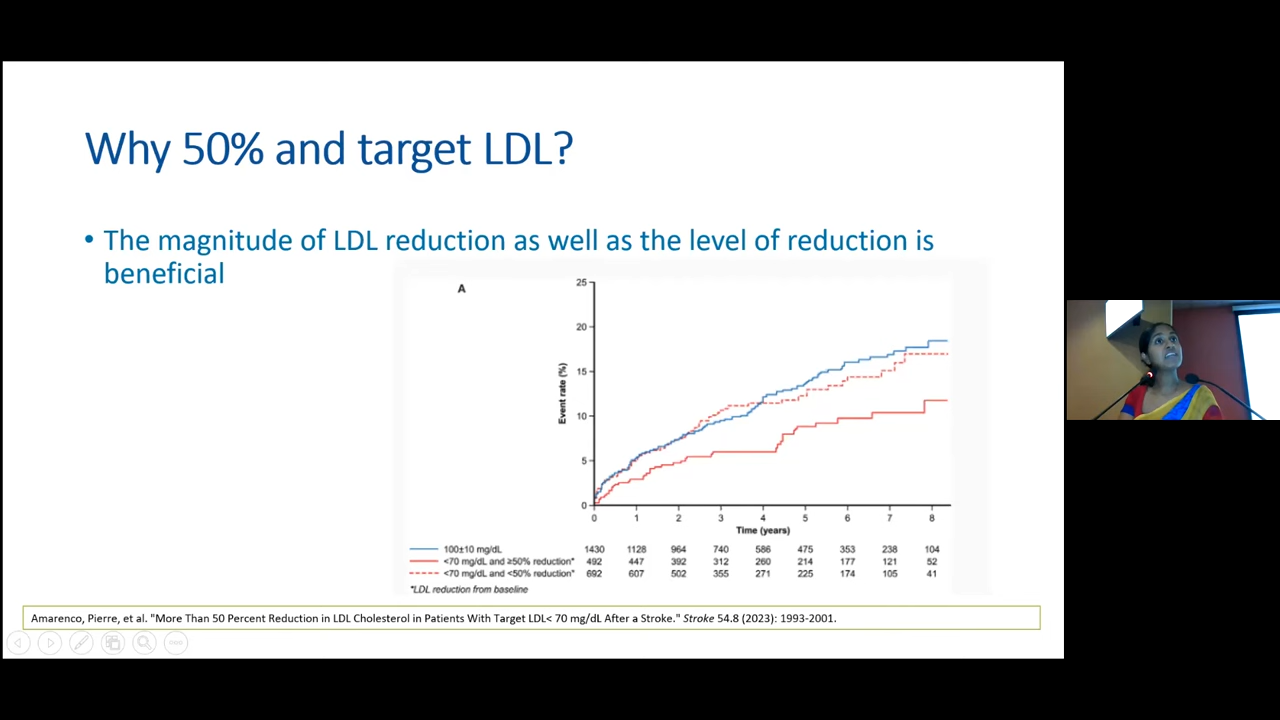 Why 50% and target LDL?
• The magnitude of LDL reduction as well as the level of reduction is
beneficial
A
25
20
15
10
5
0
Event rate (%)
0 1 2 3 4 5 6 7 8
Time (years)
100±10 mg/dL 1430 1128 964 740 586 475 353 238 104
<70 mg/dL and ≥50% reduction* 492 447 392 312 260 214 177 121 52
<70 mg/dL and <50% reduction* 692 607 502 355 271 225 174 105 41
*LDL reduction from baseline
Amarenco, Pierre, et al. "More Than 50 Percent Reduction in LDL Cholesterol in Patients With Target LDL< 70 mg/dL After a Stroke." Stroke 54.8 (2023): 1993-2001.